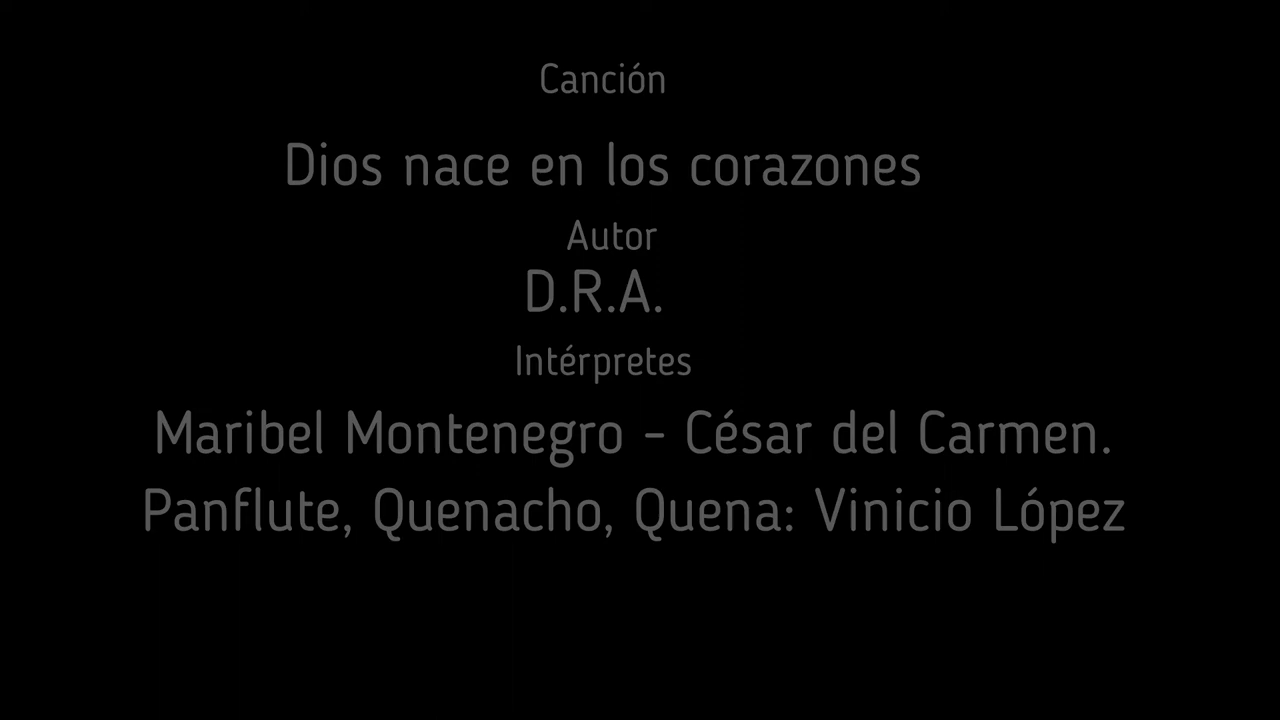 Canción
Dios nace en los corazones
Autor
D.R.A.
Intérpretes
Maribel Montenegro - César del Carmen.
Panflute, Quenacho, Quena: Vinicio López